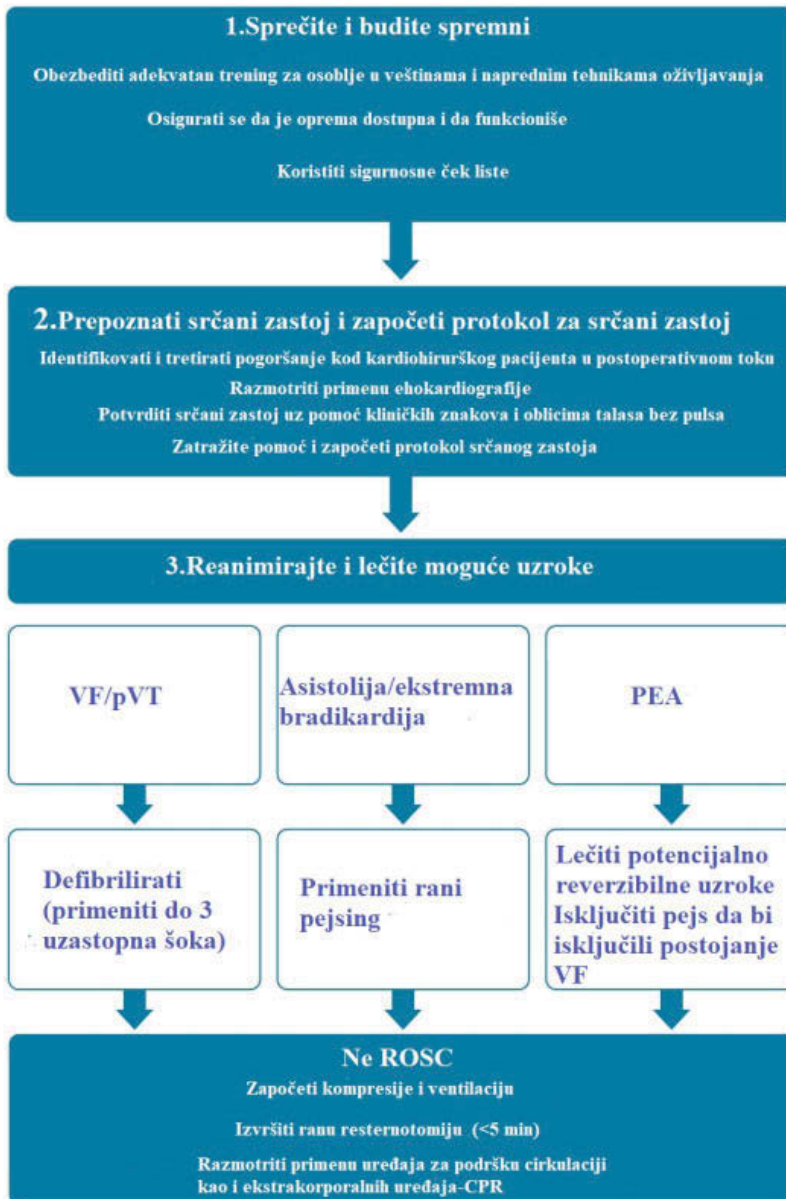 1.Sprečite i budite spremni
Obezbediti adekvatan trening za osoblje u veštinama i naprednim tehnikama oživljavanja
Osigurati se da je oprema dostupna i da funkcioniše
Koristiti sigurnosne ček liste
2.Prepoznati srčani zastoj i započeti protokol za srčani zastoj
Identifikovati i tretirati pogoršanje kod kardiohirurškog pacijenta u postoperativnom toku
Razmotriti primenu ehokardiografije
Potvrditi srčani zastoj uz pomoć kliničkih znakova i oblicima talasa bez pulsa
Zatražite pomoć i započeti protokol srčanog zastoja
3.Reanimirajte i lečite moguće uzroke
VF/pVT
Asistolija/ekstremna
bradikardija
PEA
Defibrilirati
(primeniti do 3
uzastopna šoka)
Primeniti rani
pejsing
Lečiti potencijalno
reverzibilne uzroke
Isključiti pejs da bi
isključili postojanje
VF
Ne ROSC
Započeti kompresije i ventilaciju
Izvršiti ranu resternotomiju (<5 min)
Razmotriti primenu uređaja za podršku cirkulaciji
kao i ekstrakorporalnih uređaja-CPR